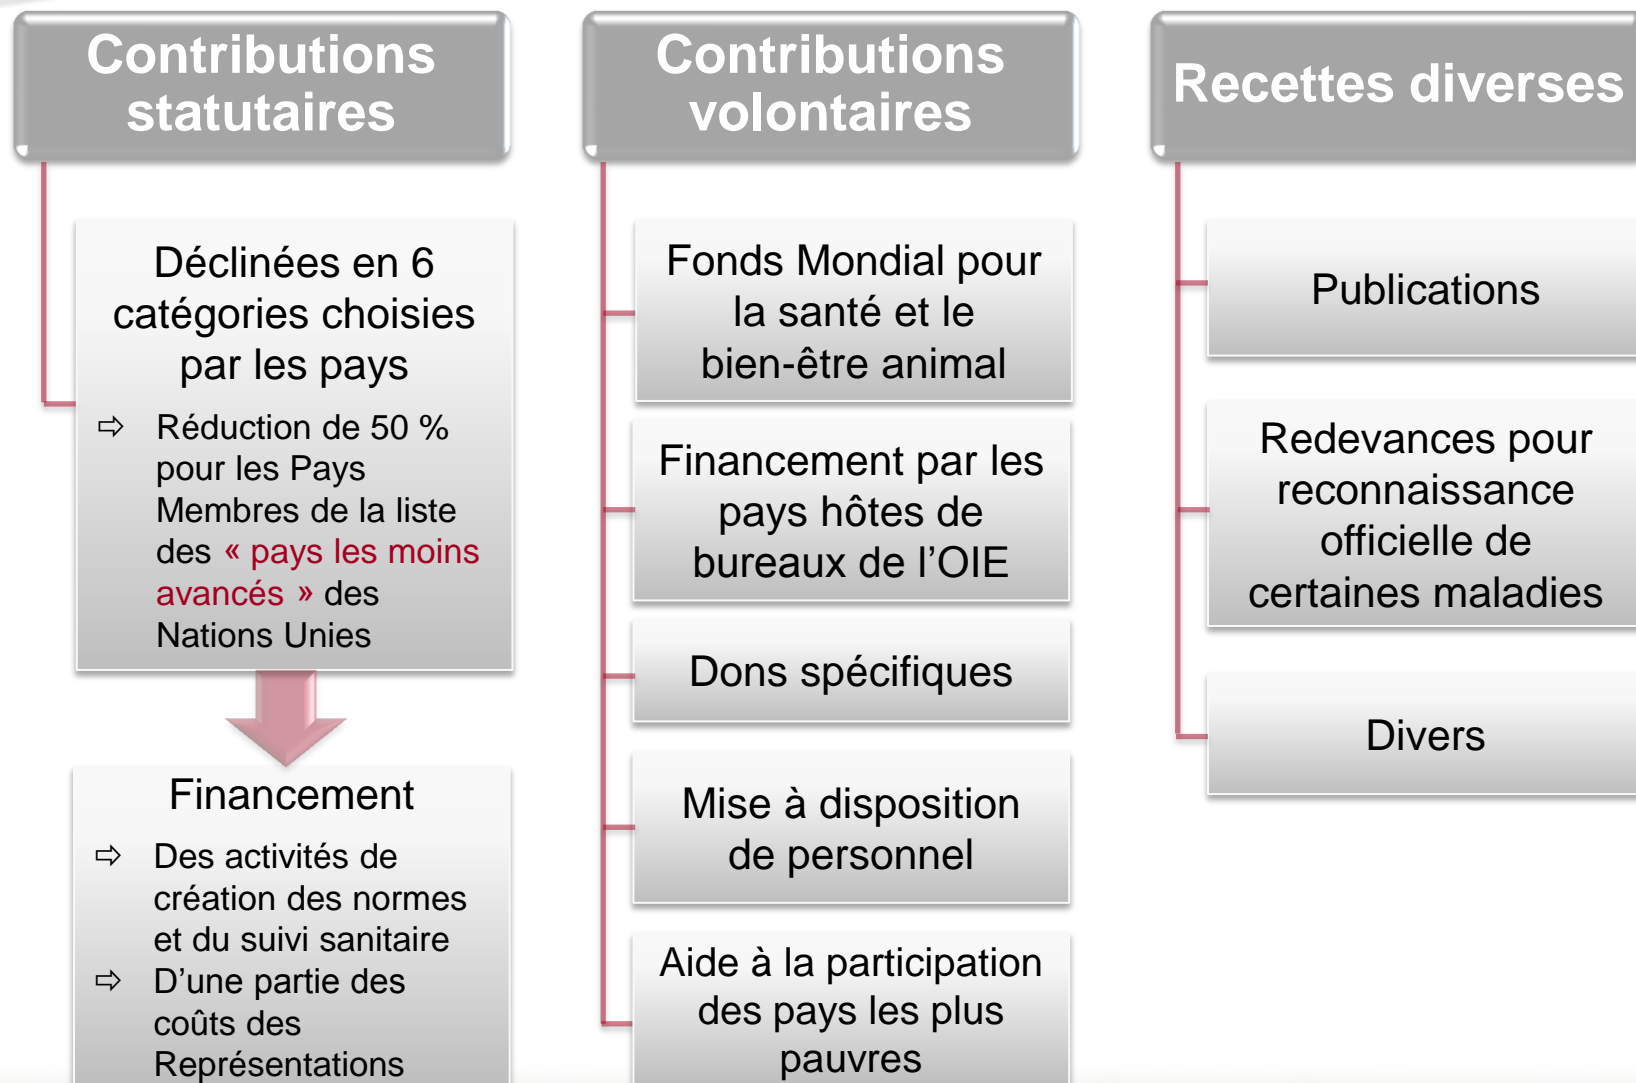 Contributions
statutaires
Déclinées en 6
catégories choisies
par les pays
⇨ Réduction de 50 %
pour les Pays
Membres de la liste
des « pays les moins
avancés » des
Nations Unies
Financement
⇨ Des activités de
création des normes
et du suivi sanitaire
⇨ D’une partie des
coûts des
Représentations
Contributions
volontaires
Fonds Mondial pour
la santé et le
bien-être animal
Financement par les
pays hôtes de
bureaux de l’OIE
Dons spécifiques
Mise à disposition
de personnel
Aide à la participation
des pays les plus
pauvres
Recettes diverses
Publications
Redevances pour
reconnaissance
officielle de
certaines maladies
Divers